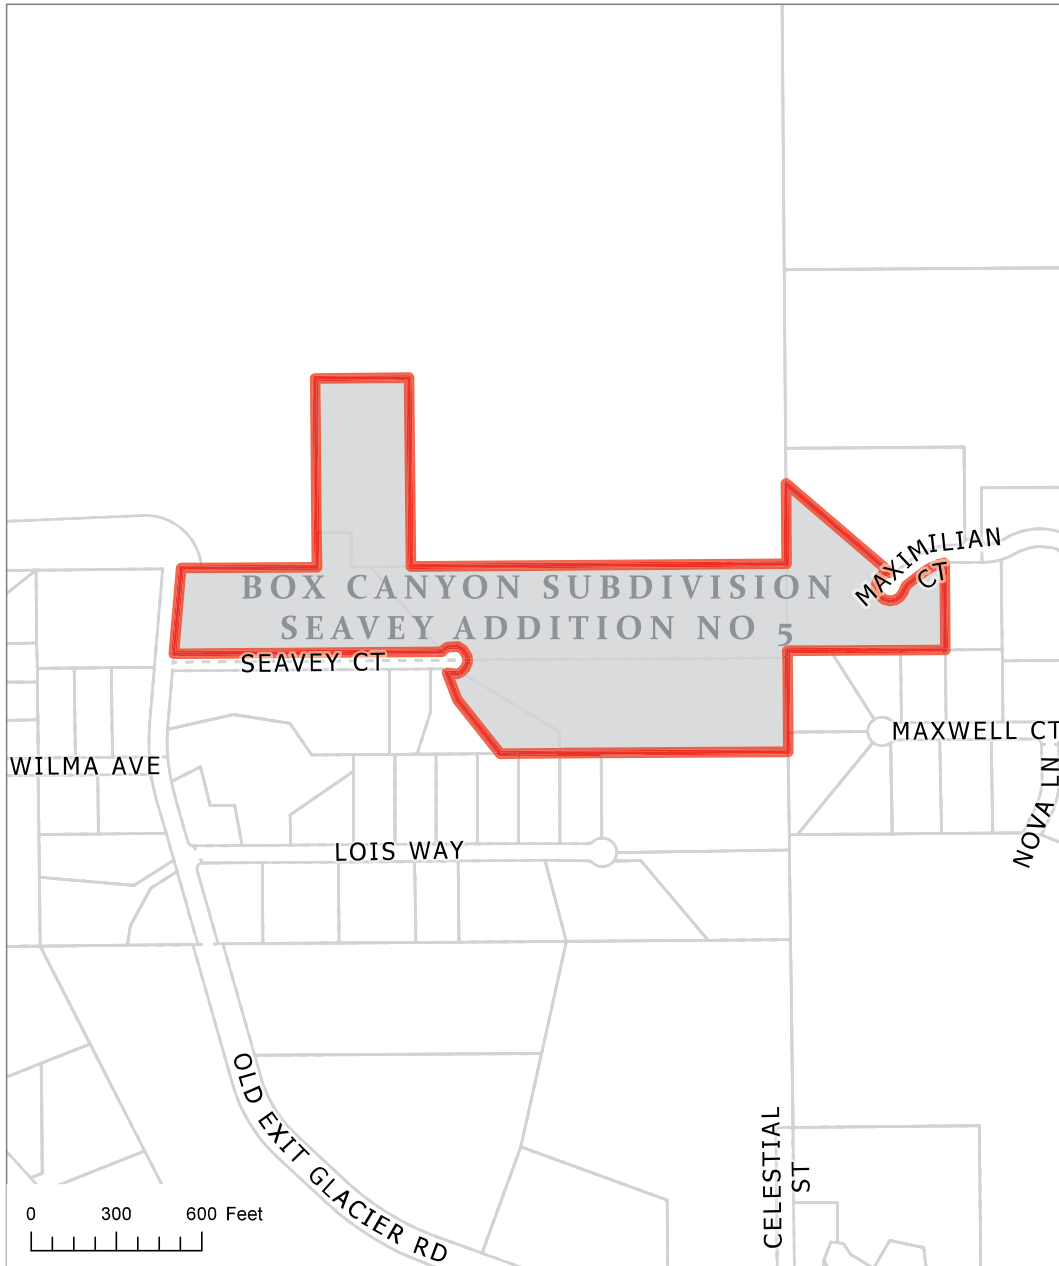 MAXIMILIAN
CT
BOX CANYON SUBDIVISION
SEAVEY ADDITION NO 5
SEAVEY CT
MAXWELL CT
WILMA AVE
NOVA LN
LOIS WAY
OLD EXIT GLACIER RD
CELESTIAL
ST
0 300 600 Feet